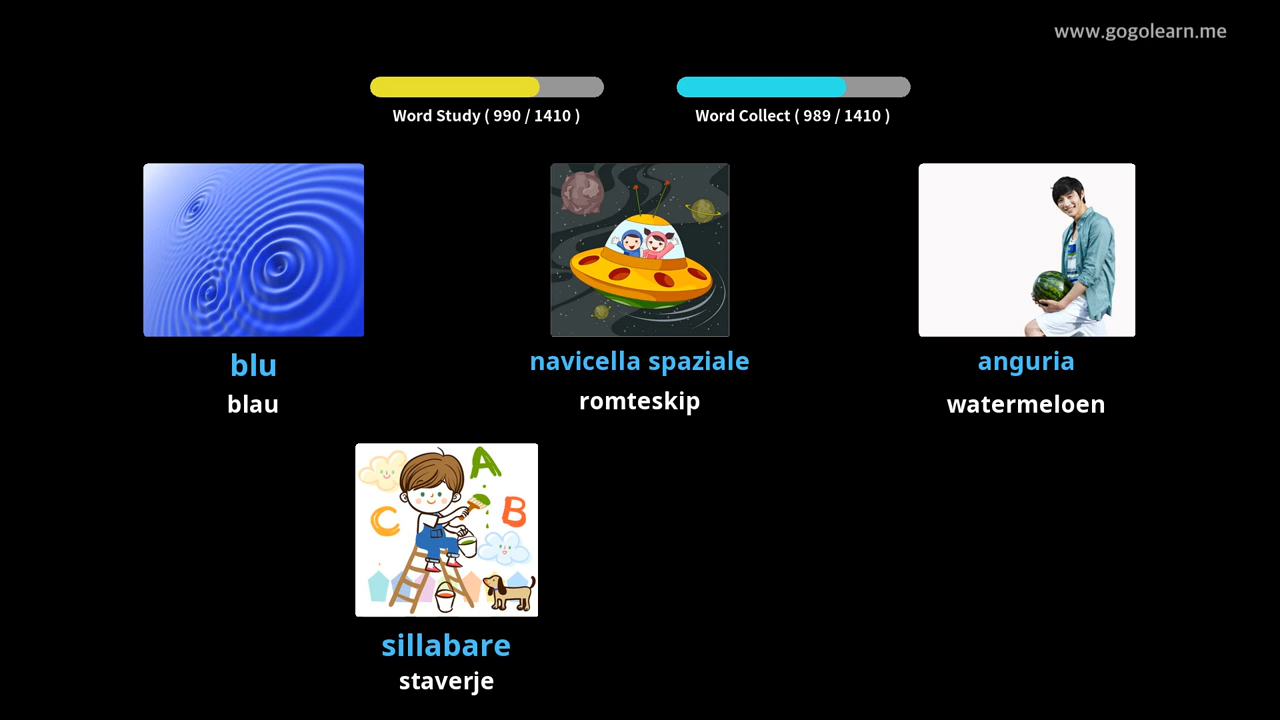 www.gogolearn.me
Word Study ( 990 / 1410 )
Word Collect ( 989 / 1410 )
blu
blau
navicella spaziale
romteskip
anguria
watermeloen
A
B
C
sillabare
staverje